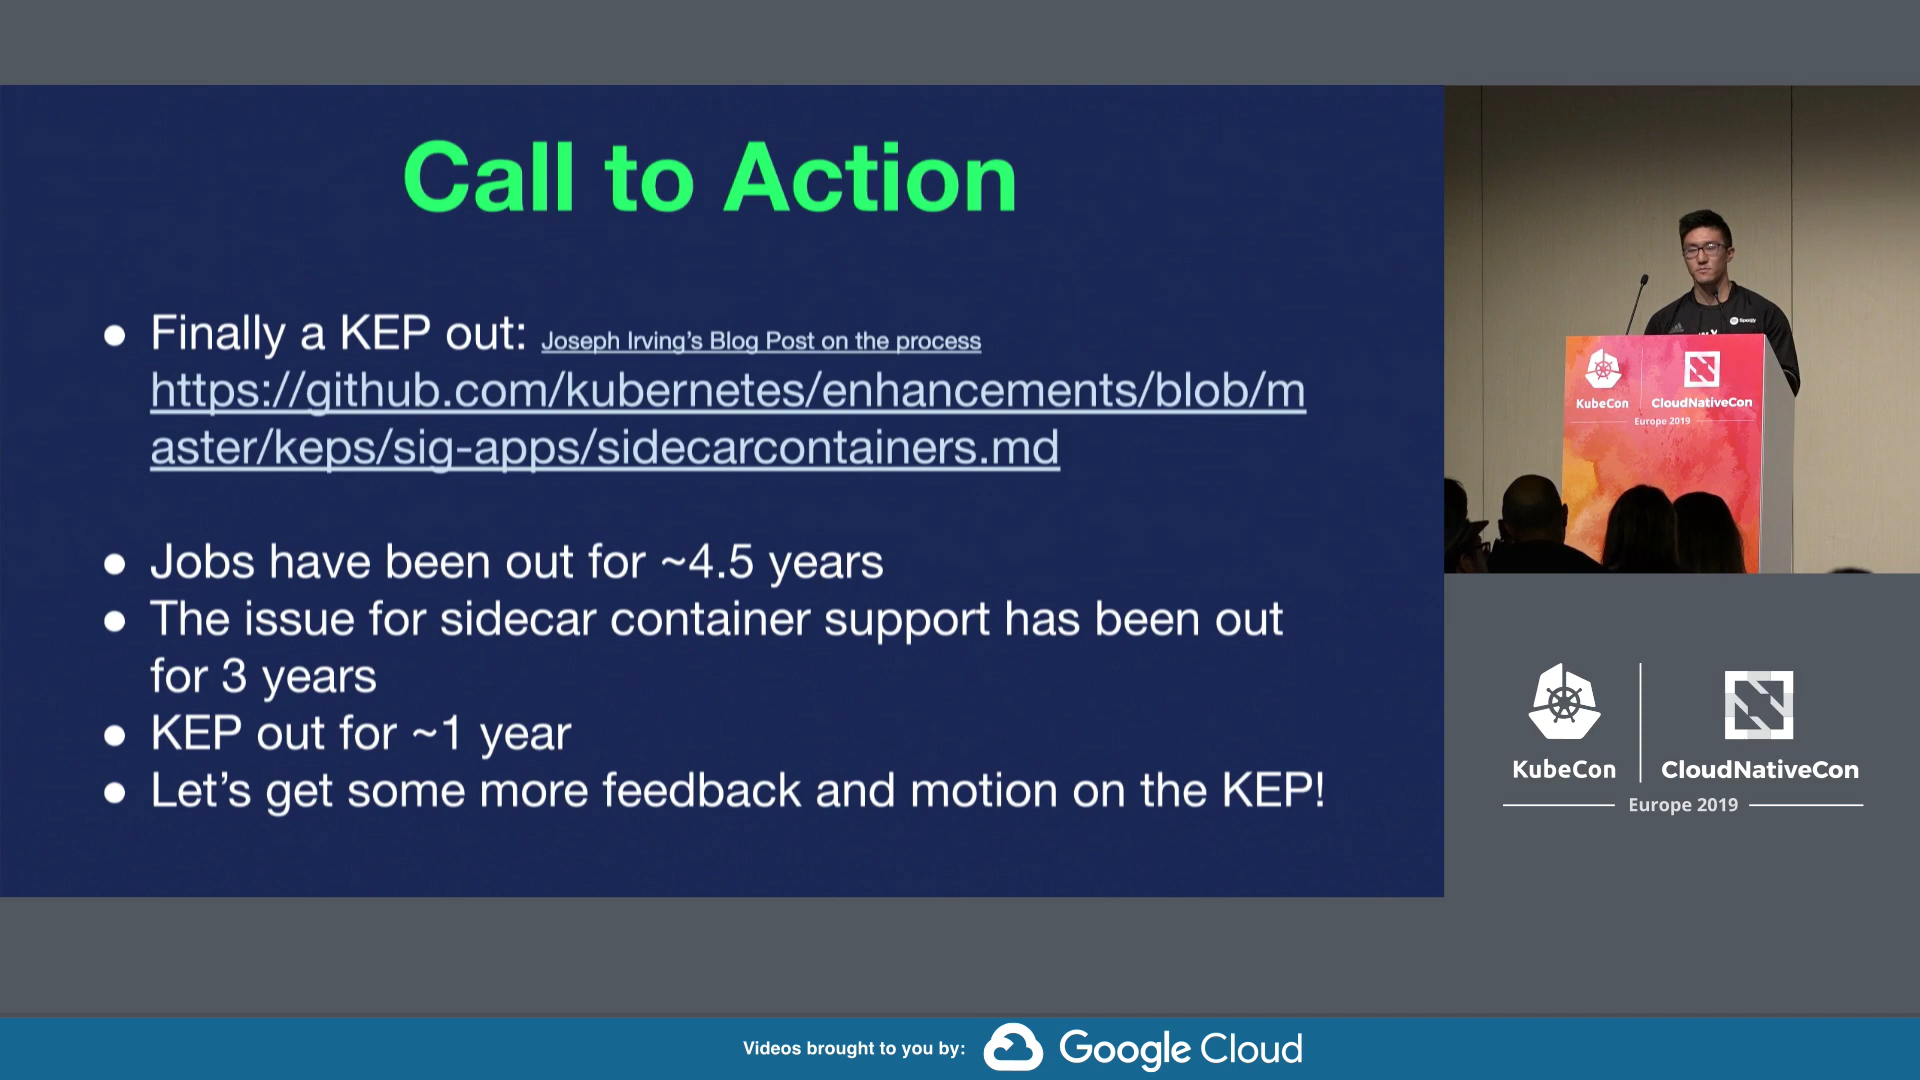 Call to Action
● Finally a KEP out: Joseph Irving's Blog Post on the process
https://github.com/kubernetes/enhancements/blob/m
aster/keps/sig-apps/sidecarcontainers.md
● Jobs have been out for ~4.5 years
● The issue for sidecar container support has been out
for 3 years
● KEP out for ~1 year
● Let's get some more feedback and motion on the KEP!
Spotify
KubeCon CloudNativeCon
Europe 2019
KubeCon CloudNativeCon
Europe 2019
Videos brought to you by: Google Cloud